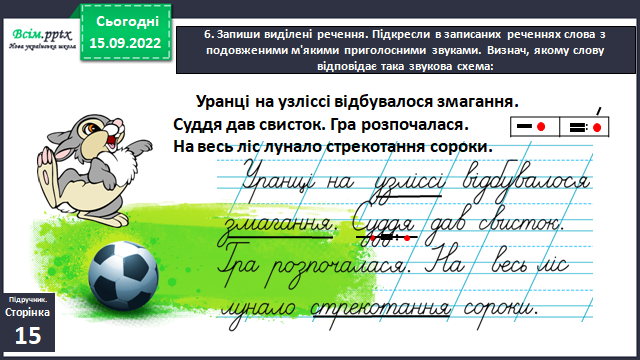 Всім.pptx
Нова українська школа
Сьогодні
15.09.2022
6. Запиши виділені речення. Підкресли в записаних реченнях слова з
подовженими м'якими приголосними звуками. Визнач, якому слову
відповідає така звукова схема:
Уранці на узліссі відбувалося змагання.
Суддя дав свисток. Гра розпочалася.
На весь ліс лунало стрекотання сороки.
Уранці на узліссі відбувалося
змагання. Суддя дав свисток.
Гра розпочалася. На весь ліс
лунало стрекотання сороки.
Підручник.
Сторінка
15